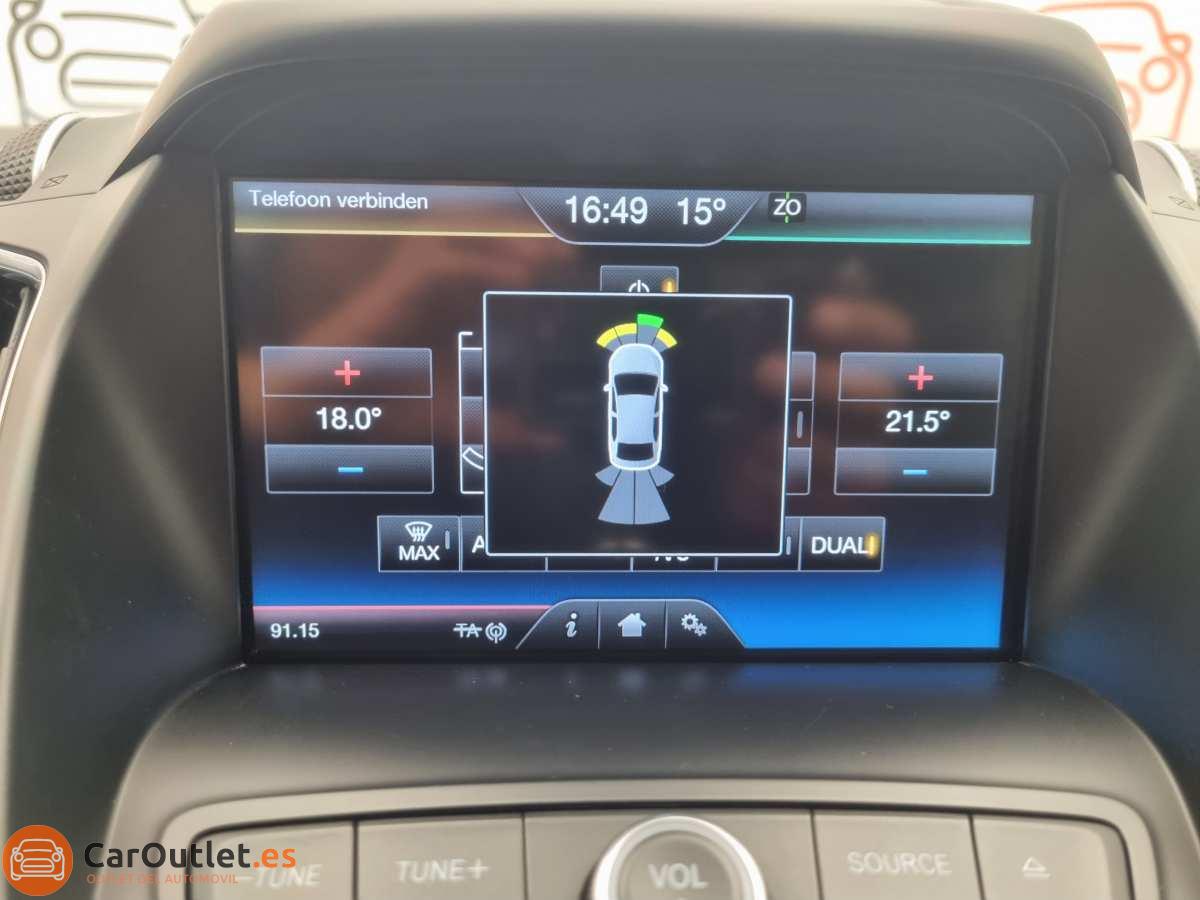 Telefoon verbinden
16:49 15° ZO
18.0°
21.5°
MAX
DUAL
91.15
TA
i
-TUNE
TUNE+
VOL
SOURCE
CarOutlet.es
OUTLET DEL AUTOMOVIL